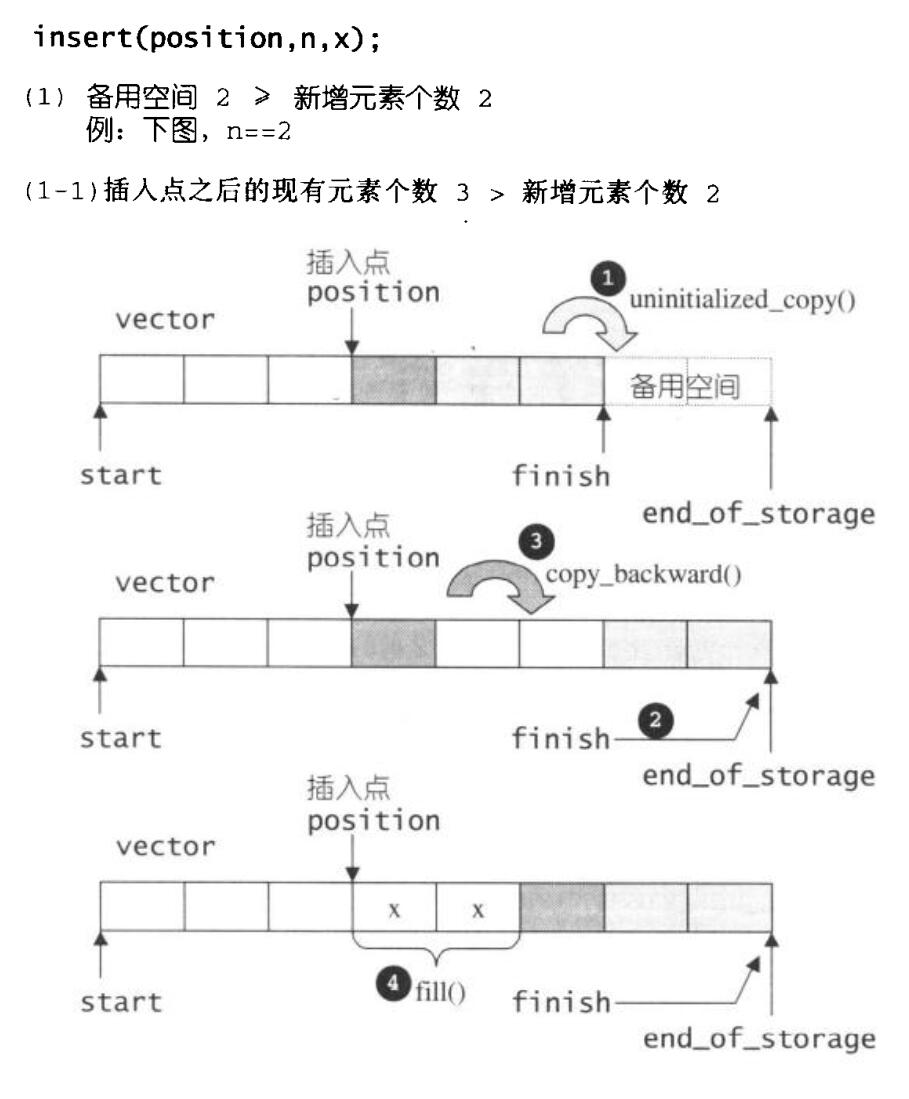 insert(position,n,x);
(1) 备用空间 2 ≥ 新增元素个数 2
例：下图，n==2
(1-1)插入点之后的现有元素个数 3 > 新增元素个数 2
插入点
position
1
uninitialized_copy()
vector
备用空间
start
finish
end_of_storage
插入点
position
3
copy_backward()
vector
start
finish
2
end_of_storage
插入点
position
vector
x x
4
fill()
start
finish
end_of_storage